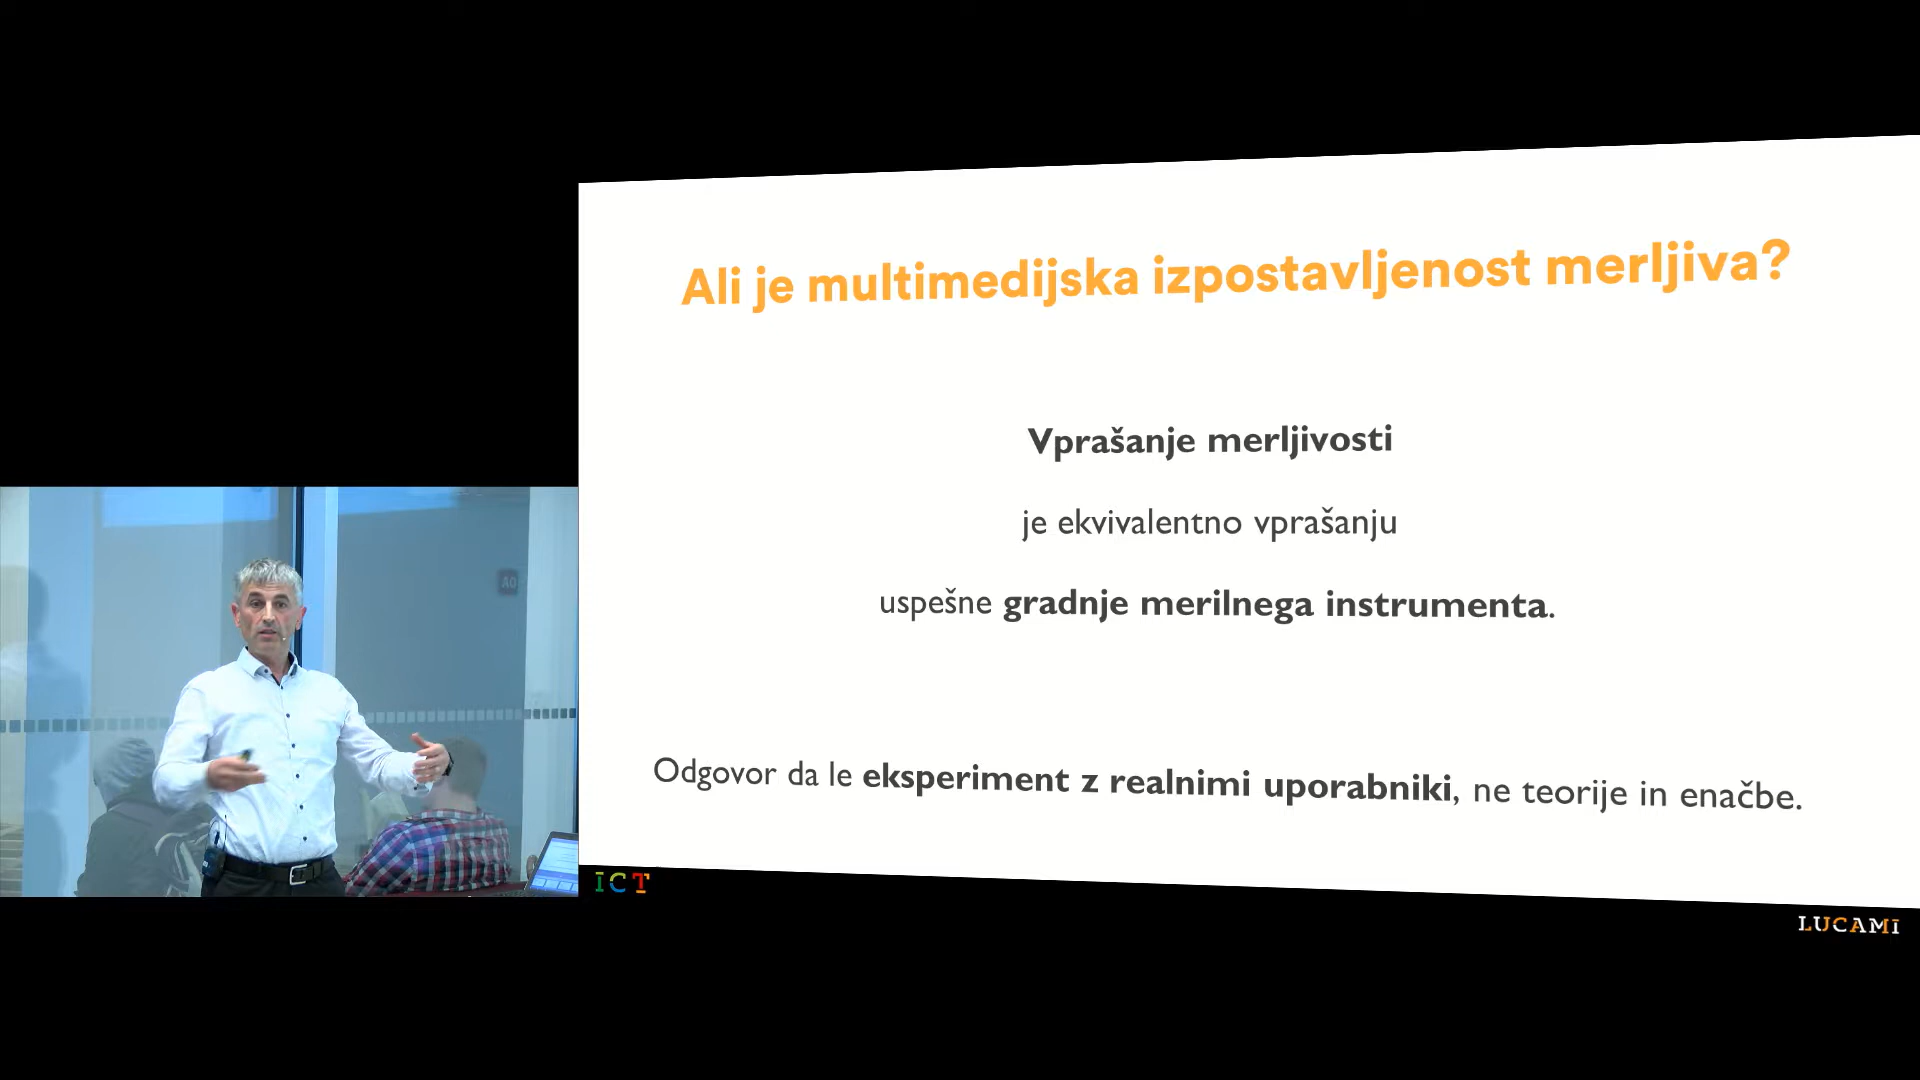 Ali je multimedijska izpostavljenost merljiva?
Vprašanje merljivosti
je ekvivalentno vprašanju
uspešne gradnje merilnega instrumenta.
Odgovor da le eksperiment z realnimi uporabniki, ne teorije in enačbe.
AO
ICT
LUCAMI